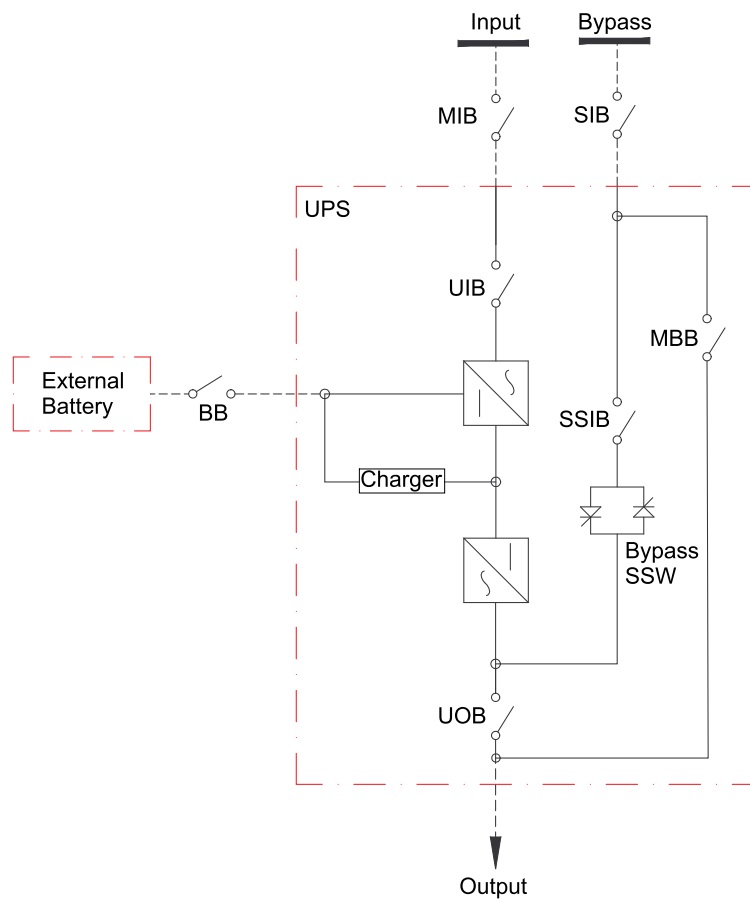 Input
Bypass
MIB
SIB
UPS
UIB
MBB
External
Battery
BB
SSIB
Charger
Bypass
SSW
UOB
Output